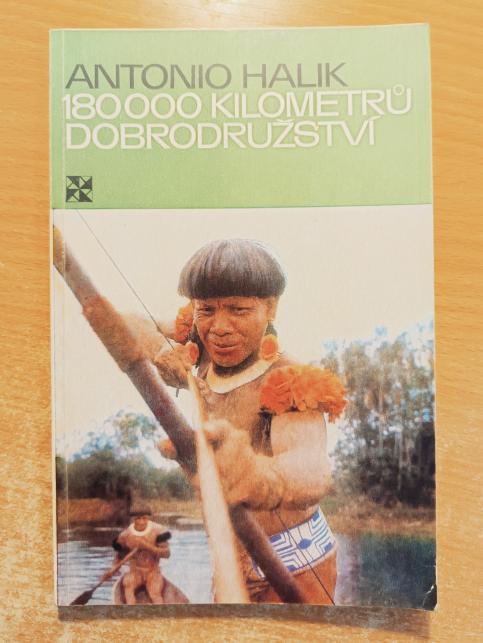 ANTONIO HALIK
180 000 KILOMETRŮ
DOBRODRUŽSTVÍ